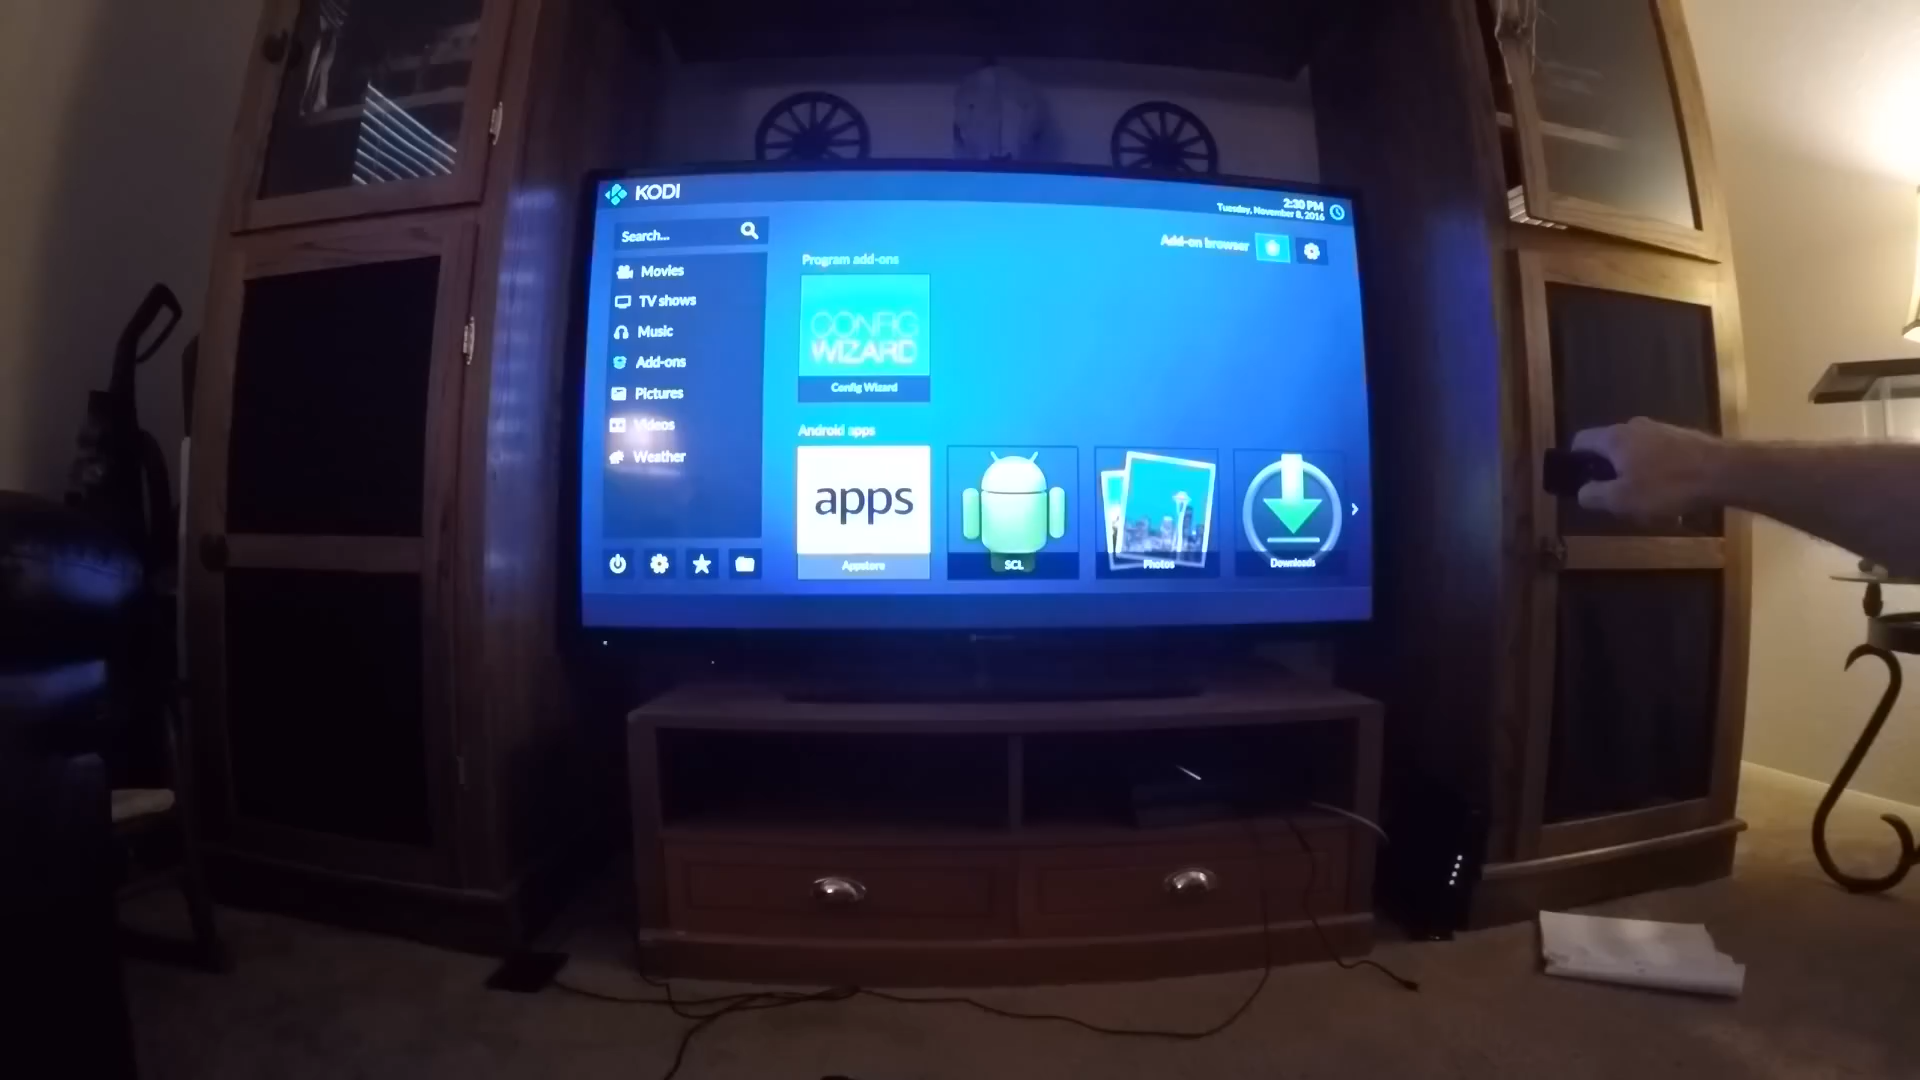 KODI
2:30 PM
Tuesday, November 8, 2016
Search...
Add-on browser
Movies
TV shows
Music
Add-ons
Pictures
Videos
Weather
Program add-ons
CONFIG
WIZARD
Config Wizard
Android apps
apps
Appstore
SCL
Photos
Downloads